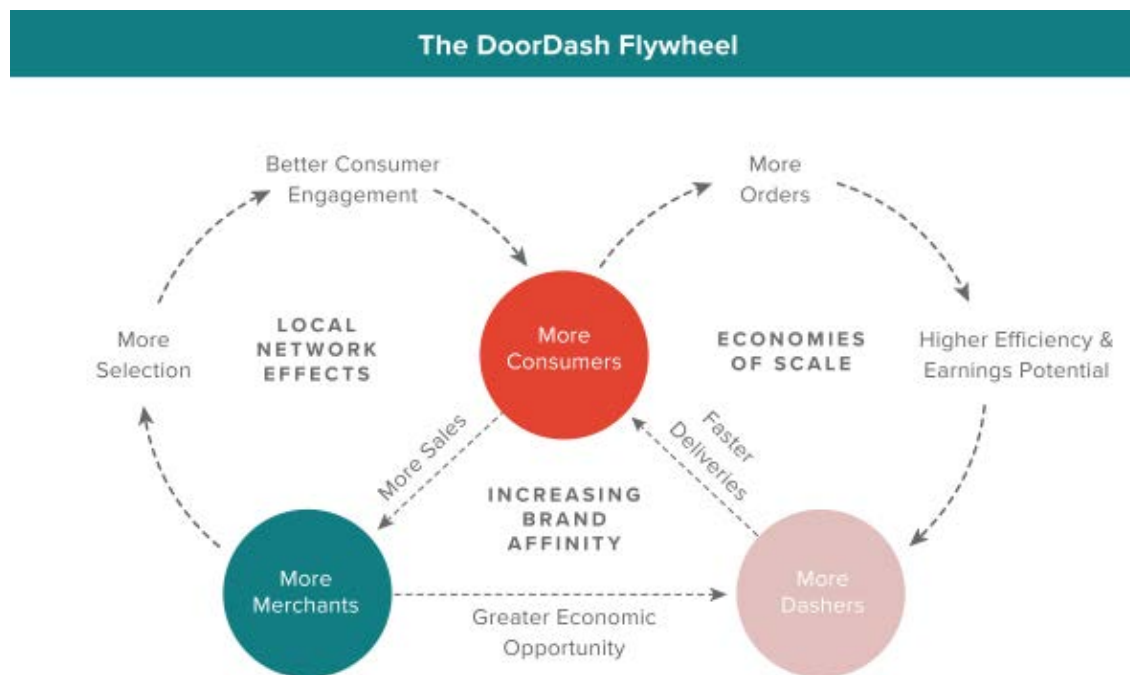 The DoorDash Flywheel
Better Consumer
Engagement
More
Orders
More
Selection
LOCAL
NETWORK
EFFECTS
More
Consumers
ECONOMIES
OF SCALE
Higher Efficiency &
Earnings Potential
More Sales
Faster
Deliveries
INCREASING
BRAND
AFFINITY
More
Merchants
Greater Economic
Opportunity
More
Dashers